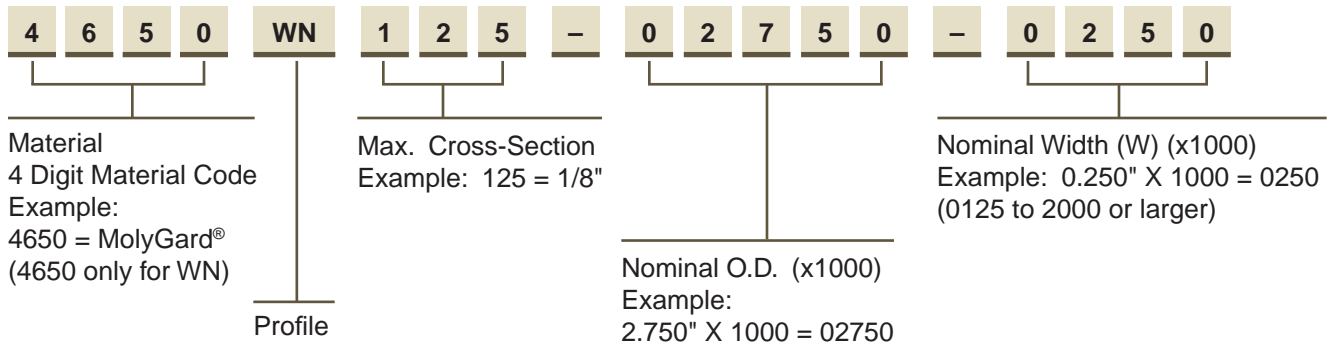 4 6 5 0 WN 1 2 5 – 0 2 7 5 0 – 0 2 5 0
Material
4 Digit Material Code
Example:
4650 = MolyGard®
(4650 only for WN)
Profile
Max. Cross-Section
Example: 125 = 1/8"
Nominal O.D. (x1000)
Example:
2.750" X 1000 = 02750
Nominal Width (W) (x1000)
Example: 0.250" X 1000 = 0250
(0125 to 2000 or larger)